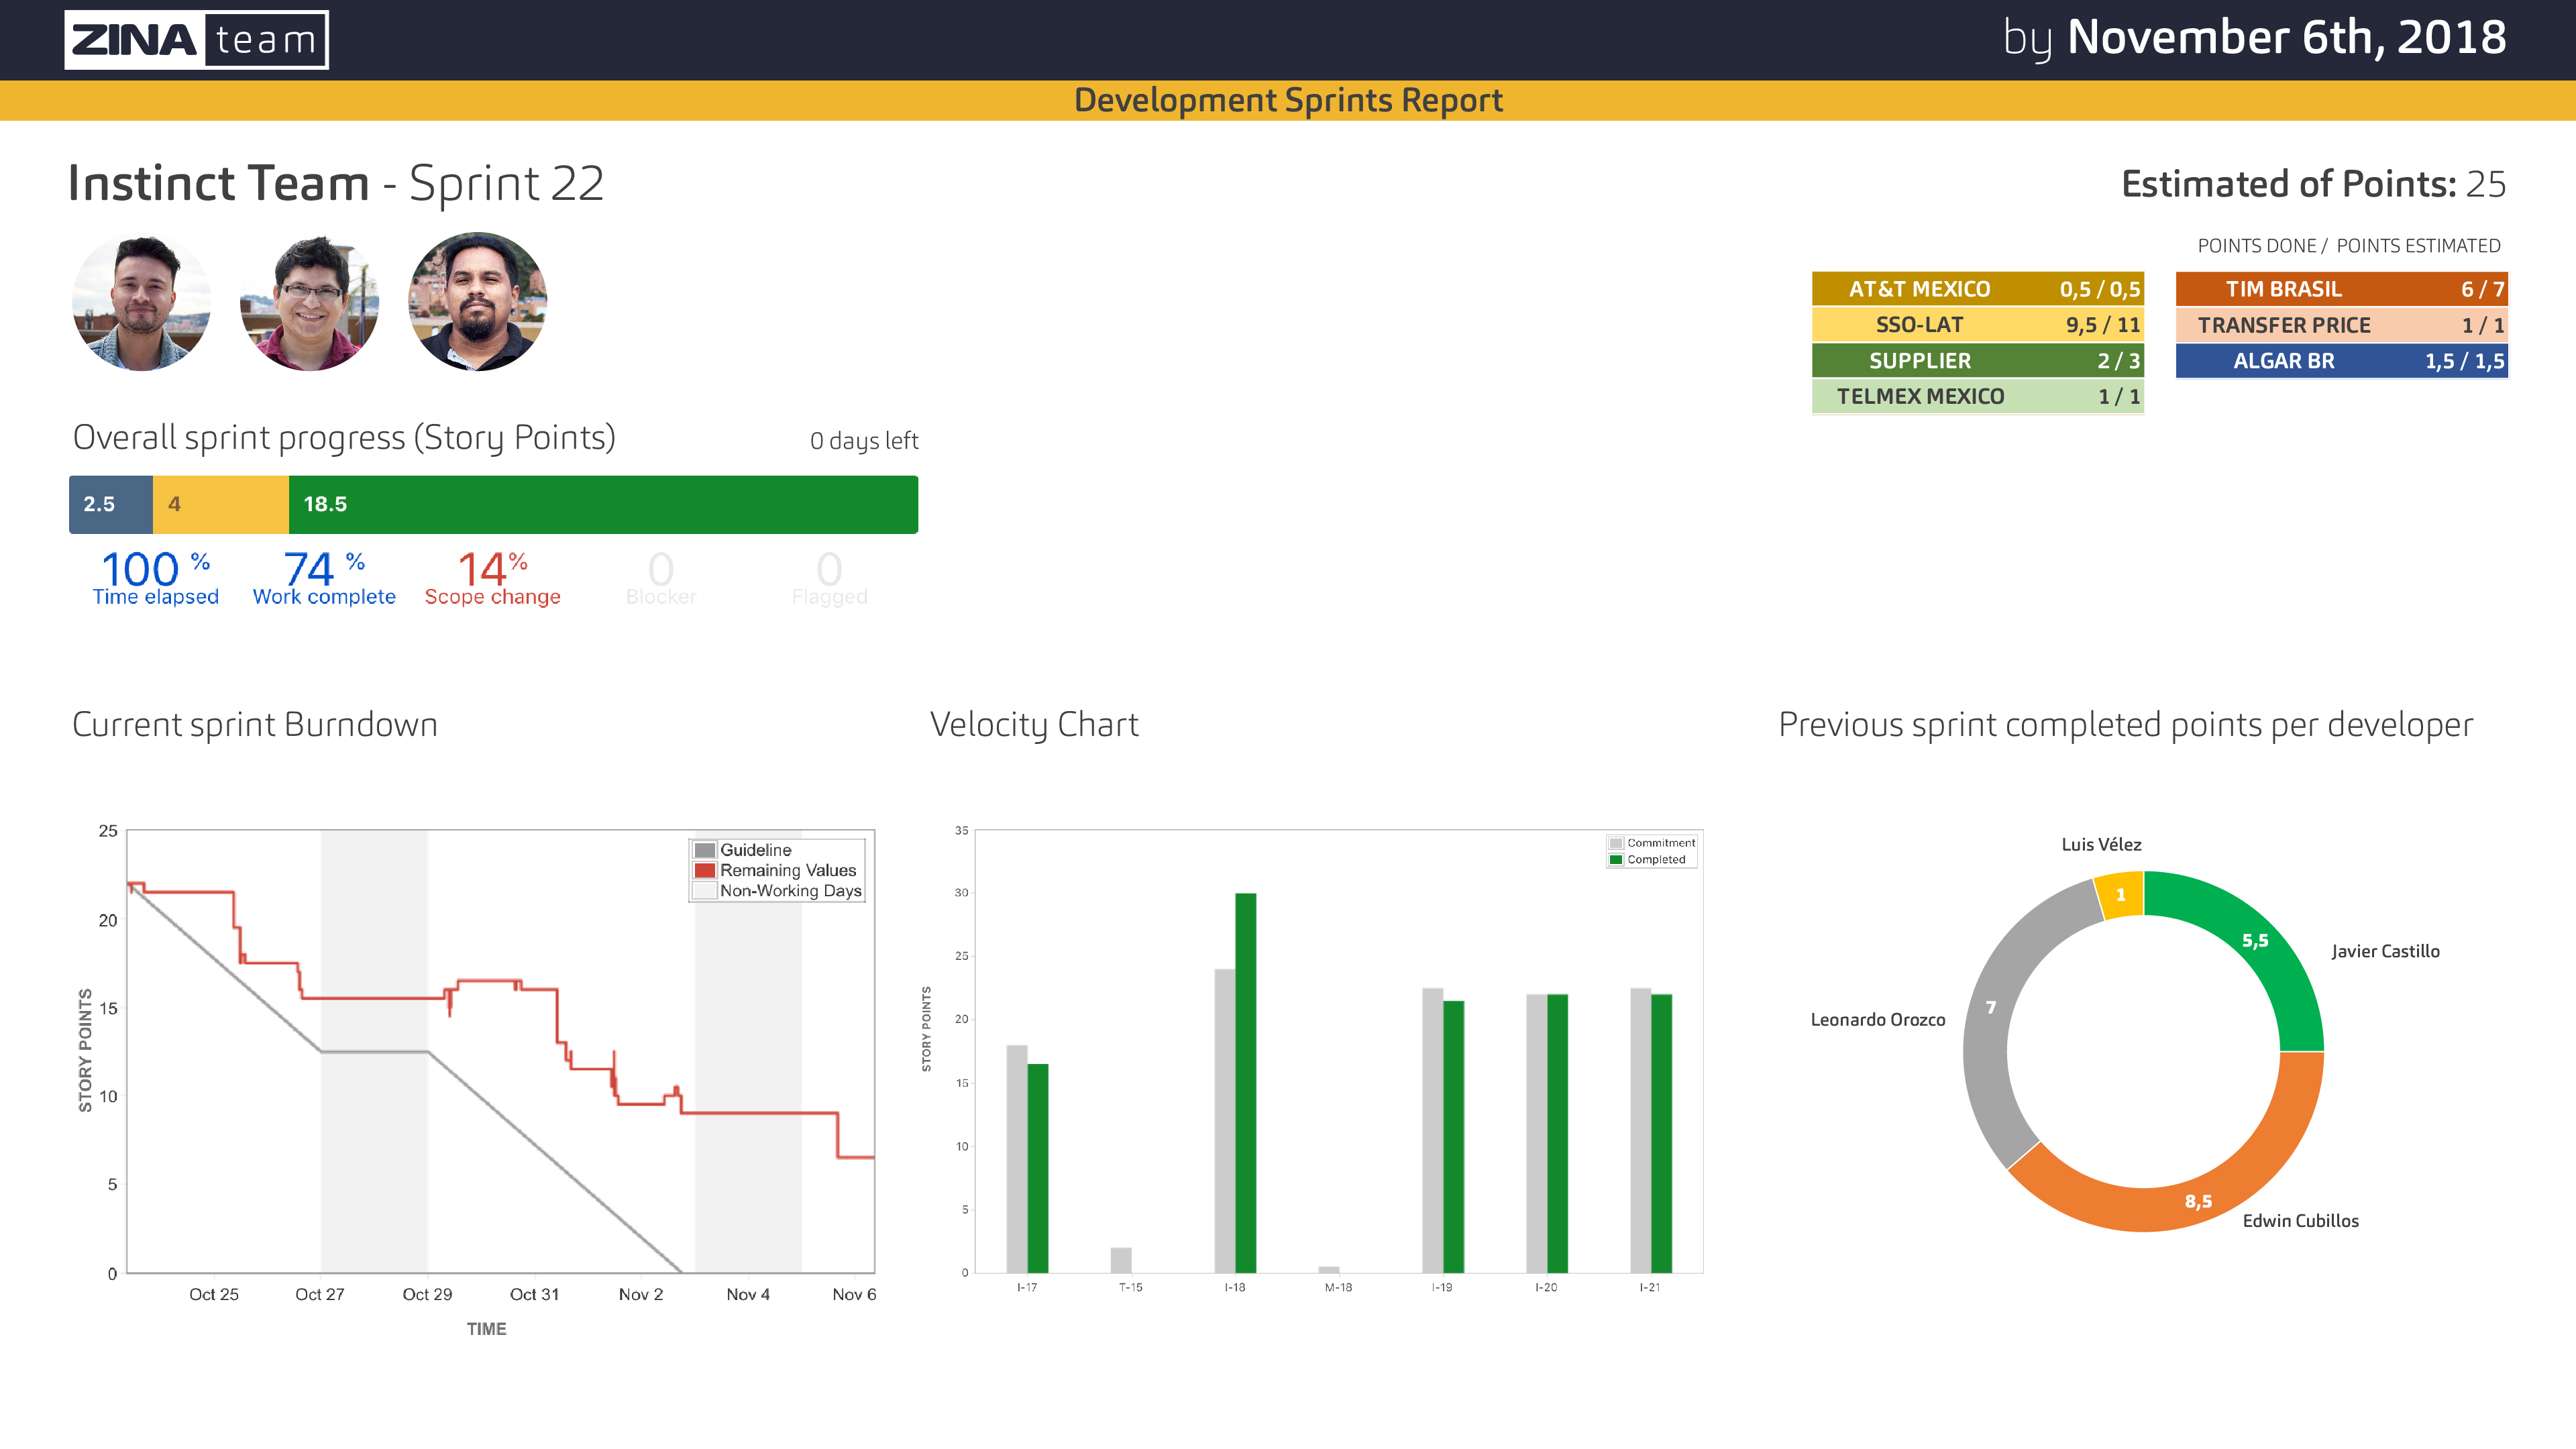 ZINA team
by November 6th, 2018
Development Sprints Report
Instinct Team - Sprint 22
Estimated of Points: 25
POINTS DONE / POINTS ESTIMATED
AT&T MEXICO 0,5 / 0,5
SSO-LAT 9,5 / 11
SUPPLIER 2 / 3
TELMEX MEXICO 1 / 1
TIM BRASIL 6 / 7
TRANSFER PRICE 1 / 1
ALGAR BR 1,5 / 1,5
Overall sprint progress (Story Points) 0 days left
2.5 4 18.5
100 % 74 % 14% 0 0
Time elapsed Work complete Scope change Blocker Flagged
Current sprint Burndown
25
20
15
10
5
0
STORY POINTS
Guideline
Remaining Values
Non-Working Days
Oct 25 Oct 27 Oct 29 Oct 31 Nov 2 Nov 4 Nov 6
TIME
Velocity Chart
35
30
25
20
15
10
5
0
STORY POINTS
Commitment
Completed
I-17 T-15 I-18 M-18 I-19 I-20 I-21
Previous sprint completed points per developer
Luis Vélez
1
5,5
Javier Castillo
7
Leonardo Orozco
8,5
Edwin Cubillos